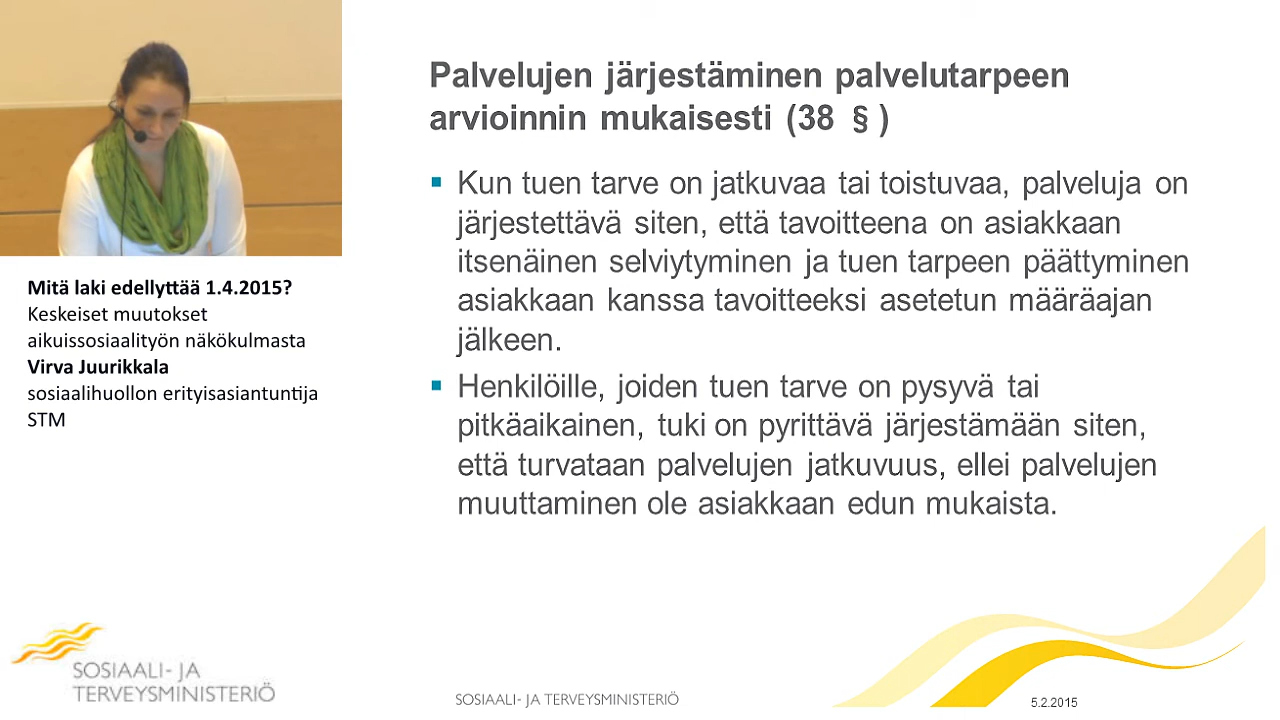 Palvelujen järjestäminen palvelutarpeen
arvioinnin mukaisesti (38 § )
Kun tuen tarve on jatkuvaa tai toistuvaa, palveluja on
järjestettävä siten, että tavoitteena on asiakkaan
itsenäinen selviytyminen ja tuen tarpeen päättyminen
asiakkaan kanssa tavoitteeksi asetetun määräajan
jälkeen.
Henkilöille, joiden tuen tarve on pysyvä tai
pitkäaikainen, tuki on pyrittävä järjestämään siten,
että turvataan palvelujen jatkuvuus, ellei palvelujen
muuttaminen ole asiakkaan edun mukaista.
Mitä laki edellyttää 1.4.2015?
Keskeiset muutokset
aikuissosiaalityön näkökulmasta
Virva Juurikkala
sosiaalihuollon erityisasiantuntija
STM
SOSIAALI- JA
TERVEYSMINISTERIÖ
SOSIAALI- JA TERVEYSMINISTERIÖ
5.2.2015